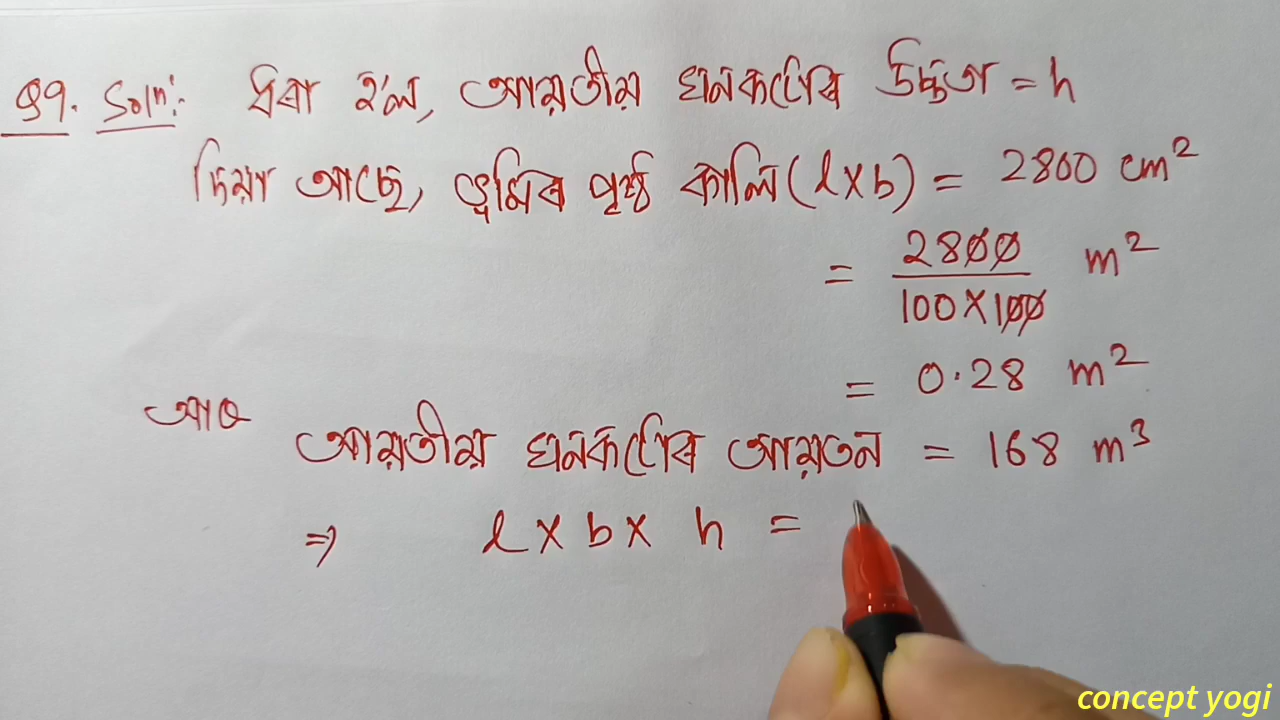 Q9. Soln: ধৰা হ'ল, আয়তীয় ঘনকটোৰ উচ্চতা = h
দিয়া আছে, ভূমিৰ পৃষ্ঠ কালি (l×b) = 2800 cm²
= 2800 / 100×100 m²
= 0.28 m²
আৰু
আয়তীয় ঘনকটোৰ আয়তন = 168 m³
⇒ l × b × h =
concept yogi